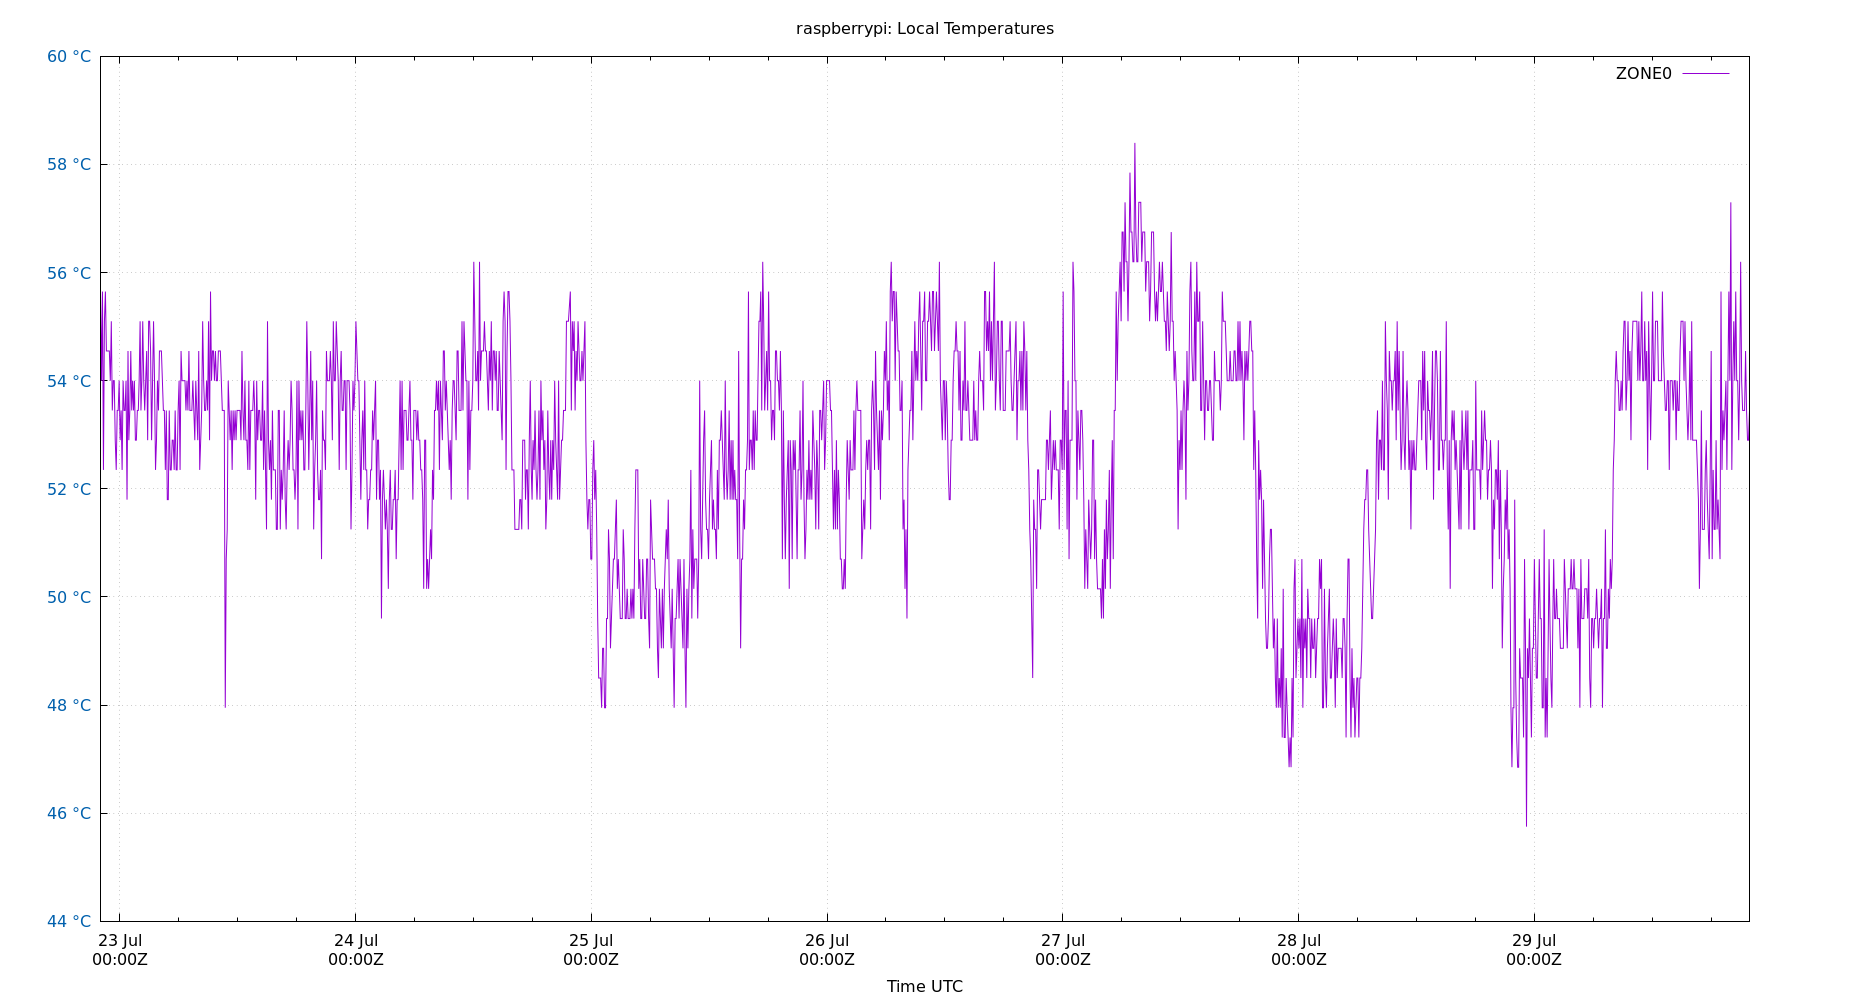 raspberrypi: Local Temperatures
60 °C
ZONE0
58 °C
56 °C
54 °C
52 °C
50 °C
48 °C
46 °C
44 °C
23 Jul 24 Jul 25 Jul 26 Jul 27 Jul 28 Jul 29 Jul
00:00Z 00:00Z 00:00Z 00:00Z 00:00Z 00:00Z 00:00Z
Time UTC